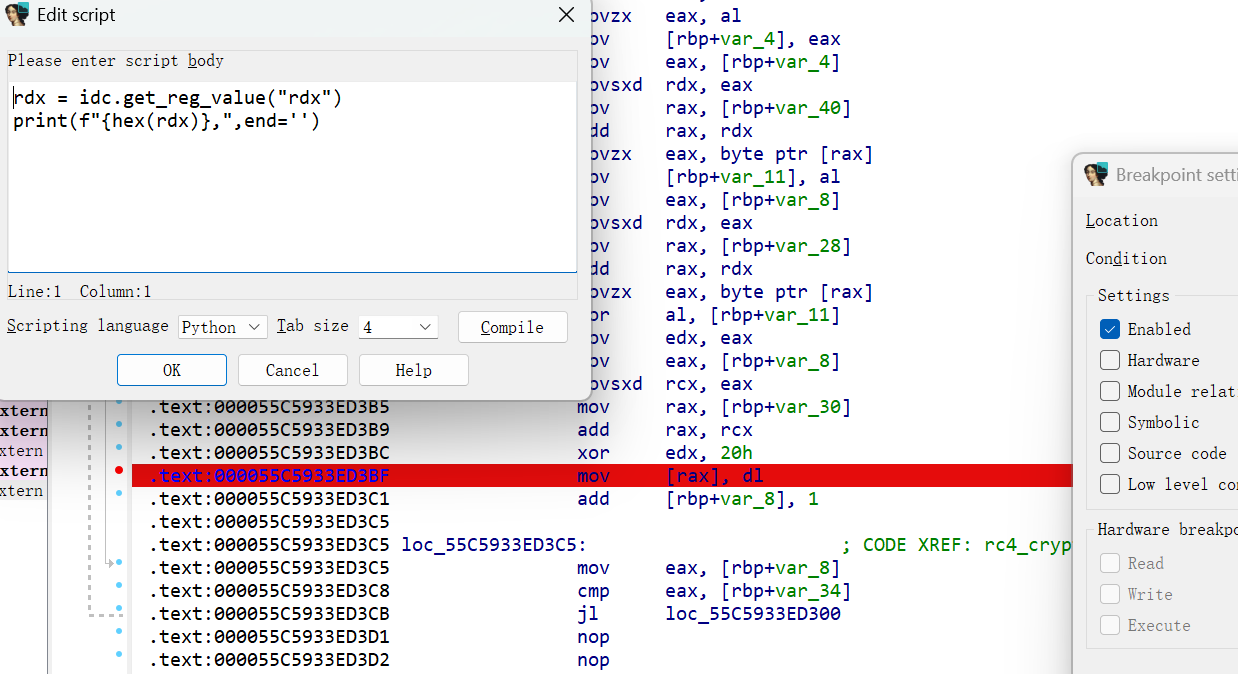 Edit script
Please enter script body
rdx = idc.get_reg_value("rdx")
print(f"{hex(rdx)},",end='')
Line:1 Column:1
Scripting language Python Tab size 4 Compile
OK Cancel Help
ovzx eax, al
ov [rbp+var_4], eax
ov eax, [rbp+var_4]
ovsxd rdx, eax
ov rax, [rbp+var_40]
dd rax, rdx
ovzx eax, byte ptr [rax]
ov [rbp+var_11], al
ov eax, [rbp+var_8]
ovsxd rdx, eax
ov rax, [rbp+var_28]
dd rax, rdx
ovzx eax, byte ptr [rax]
or al, [rbp+var_11]
ov edx, eax
ov eax, [rbp+var_8]
ovsxd rcx, eax
.text:000055C5933ED3B5 mov rax, [rbp+var_30]
.text:000055C5933ED3B9 add rax, rcx
.text:000055C5933ED3BC xor edx, 20h
.text:000055C5933ED3BF mov [rax], dl
.text:000055C5933ED3C1 add [rbp+var_8], 1
.text:000055C5933ED3C5
.text:000055C5933ED3C5 loc_55C5933ED3C5: ; CODE XREF: rc4_cryp
.text:000055C5933ED3C5 mov eax, [rbp+var_8]
.text:000055C5933ED3C8 cmp eax, [rbp+var_34]
.text:000055C5933ED3CB jl loc_55C5933ED300
.text:000055C5933ED3D1 nop
.text:000055C5933ED3D2 nop
xtern
xtern
xtern
xtern
xtern
Breakpoint setti
Location
Condition
Settings
Enabled
Hardware
Module relati
Symbolic
Source code
Low level con
Hardware breakpo
Read
Write
Execute